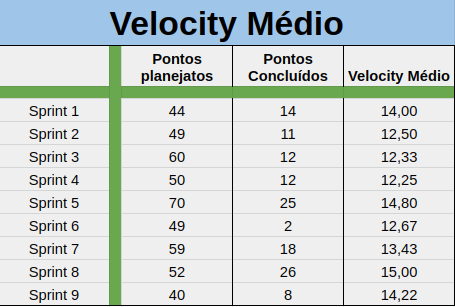 Velocity Médio
Pontos planejatos Pontos Concluídos Velocity Médio
Sprint 1 44 14 14,00
Sprint 2 49 11 12,50
Sprint 3 60 12 12,33
Sprint 4 50 12 12,25
Sprint 5 70 25 14,80
Sprint 6 49 2 12,67
Sprint 7 59 18 13,43
Sprint 8 52 26 15,00
Sprint 9 40 8 14,22